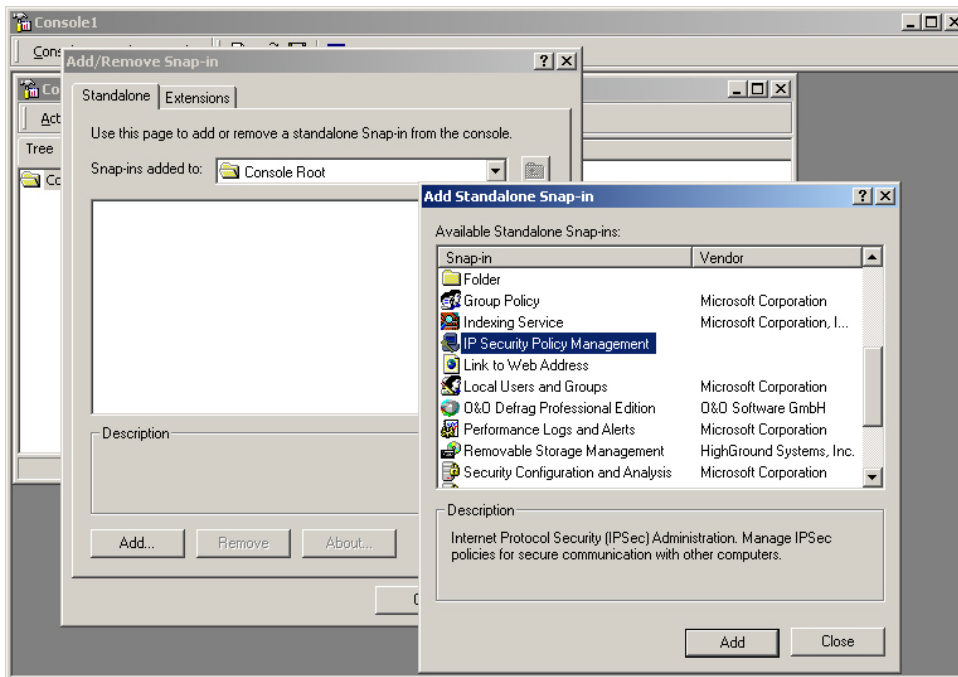 Console1
Add/Remove Snap-in
Standalone
Extensions
Tree
Use this page to add or remove a standalone Snap-in from the console.
Snap-ins added to:
Console Root
Description
Add...
Remove
About...
Add Standalone Snap-in
Available Standalone Snap-ins:
Snap-in Vendor
Folder
Group Policy Microsoft Corporation
Indexing Service Microsoft Corporation, I...
IP Security Policy Management
Link to Web Address
Local Users and Groups Microsoft Corporation
O&O Defrag Professional Edition O&O Software GmbH
Performance Logs and Alerts Microsoft Corporation
Removable Storage Management HighGround Systems, Inc.
Security Configuration and Analysis Microsoft Corporation
Description
Internet Protocol Security (IPSec) Administration. Manage IPSec
policies for secure communication with other computers.
Add
Close